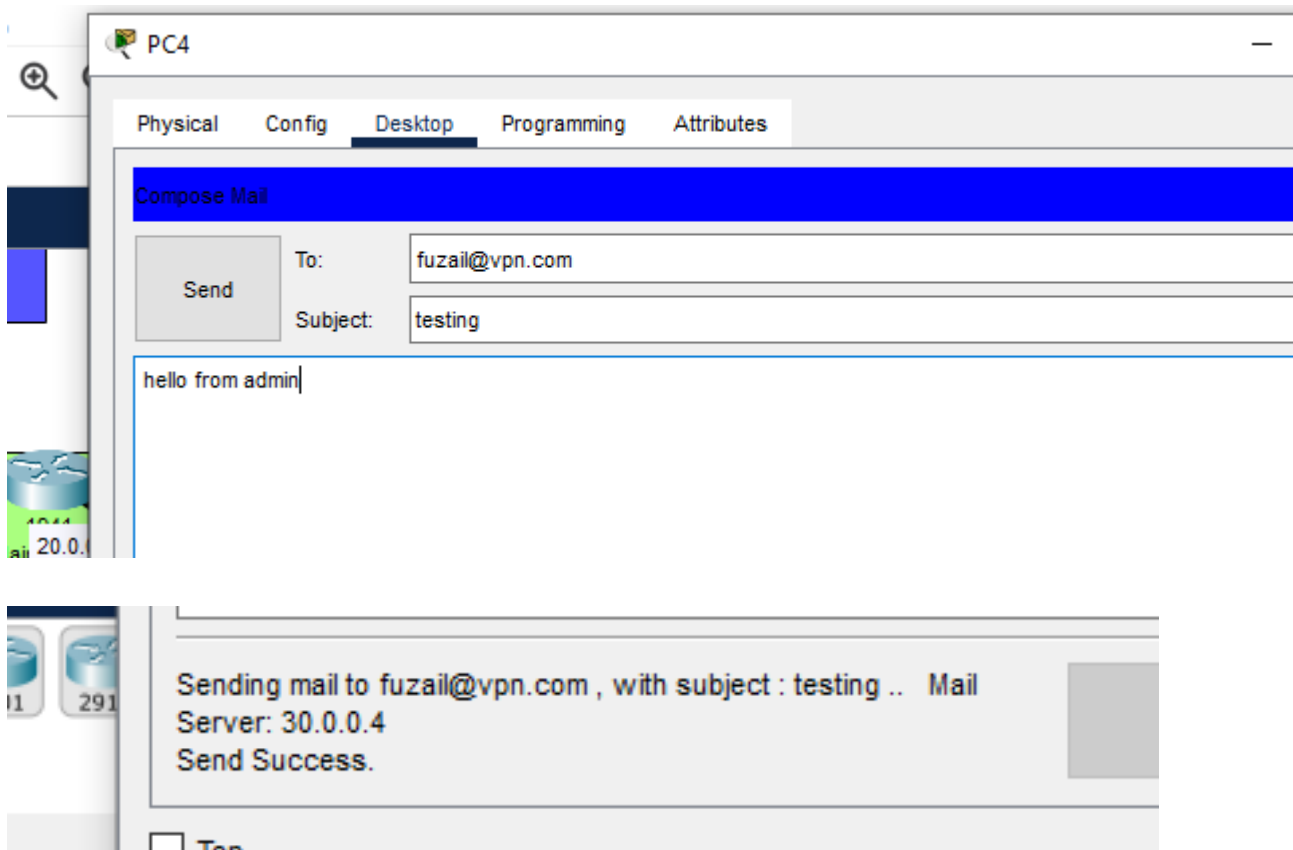 PC4
Physical Config Desktop Programming Attributes
Compose Mail
Send
To: fuzail@vpn.com
Subject: testing
hello from admin
1941
20.0.
291
Sending mail to fuzail@vpn.com , with subject : testing .. Mail
Server: 30.0.0.4
Send Success.
Top